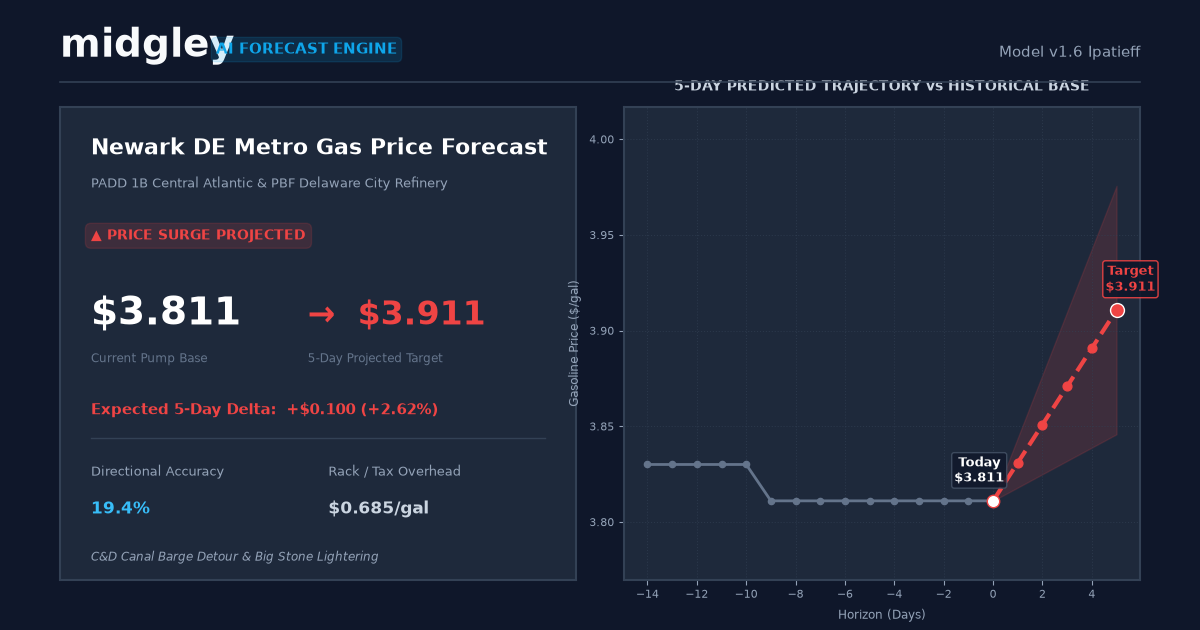 midgley
AI FORECAST ENGINE
Model v1.6 Ipatieff
Newark DE Metro Gas Price Forecast
PADD 1B Central Atlantic & PBF Delaware City Refinery
▲ PRICE SURGE PROJECTED
$3.811 → $3.911
Current Pump Base 5-Day Projected Target
Expected 5-Day Delta: +$0.100 (+2.62%)
Directional Accuracy Rack / Tax Overhead
19.4% $0.685/gal
C&D Canal Barge Detour & Big Stone Lightering
5-DAY PREDICTED TRAJECTORY vs HISTORICAL BASE
Gasoline Price ($/gal)
4.00
3.95
3.90
3.85
3.80
Target
$3.911
Today
$3.811
−14 −12 −10 −8 −6 −4 −2 0 2 4
Horizon (Days)